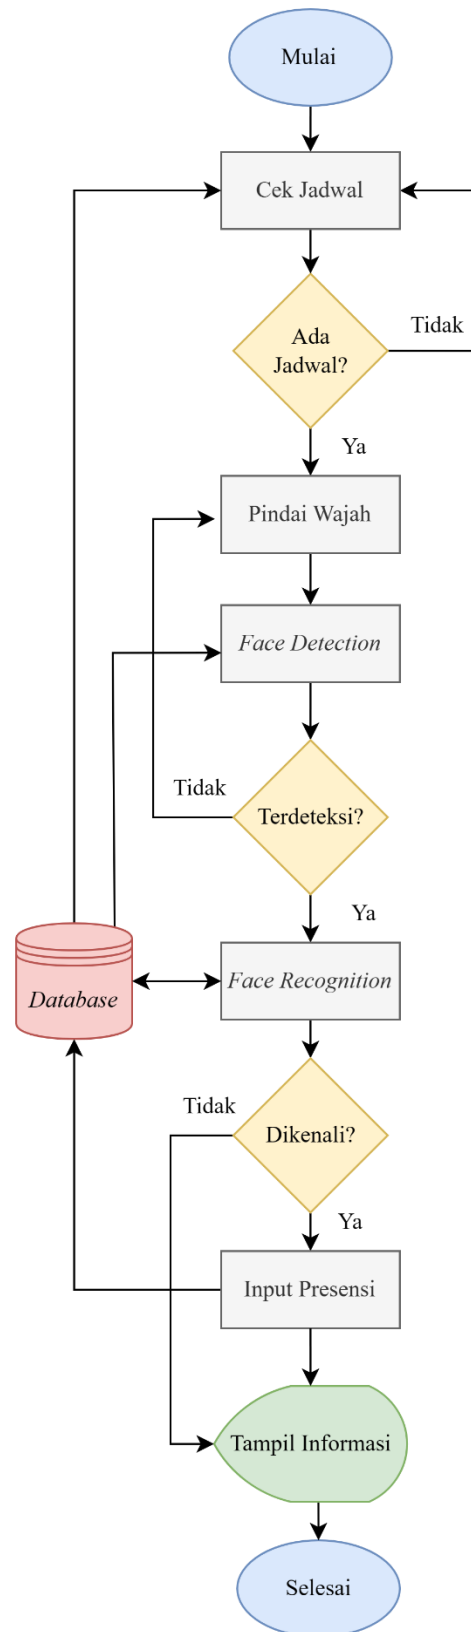 Mulai
Cek Jadwal
Ada
Jadwal?
Tidak
Ya
Pindai Wajah
Face Detection
Tidak
Terdeteksi?
Ya
Database
Face Recognition
Tidak
Dikenali?
Ya
Input Presensi
Tampil Informasi
Selesai